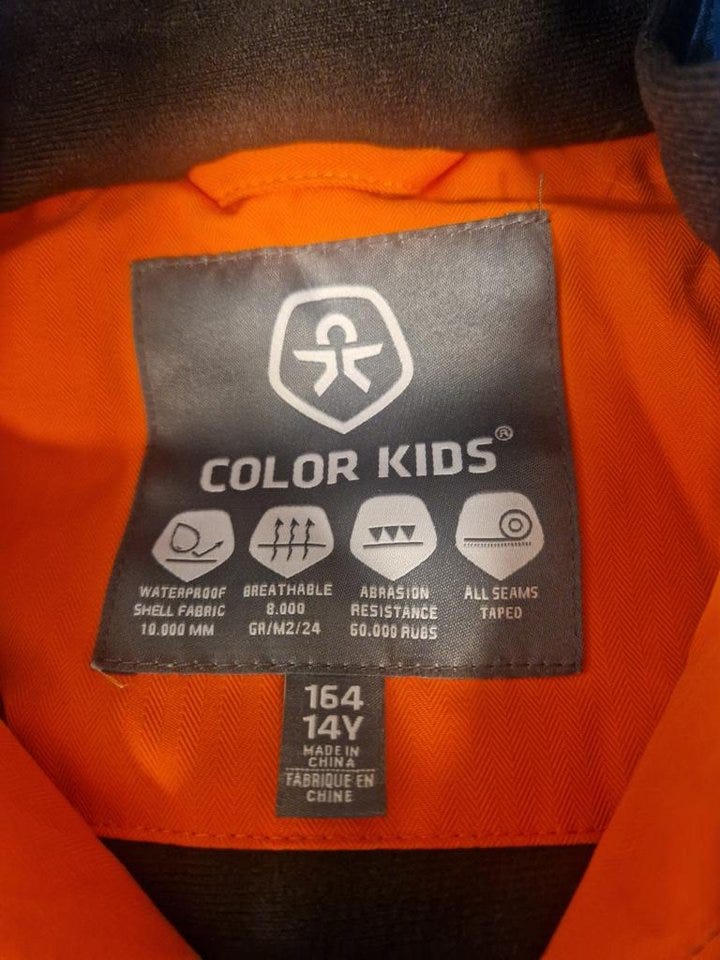 COLOR KIDS®
WATERPROOF
SHELL FABRIC
10.000 MM
BREATHABLE
8.000
GR/M2/24
ABRASION
RESISTANCE
60.000 RUBS
ALL SEAMS
TAPED
164
14Y
MADE IN
CHINA
FABRIQUE EN
CHINE